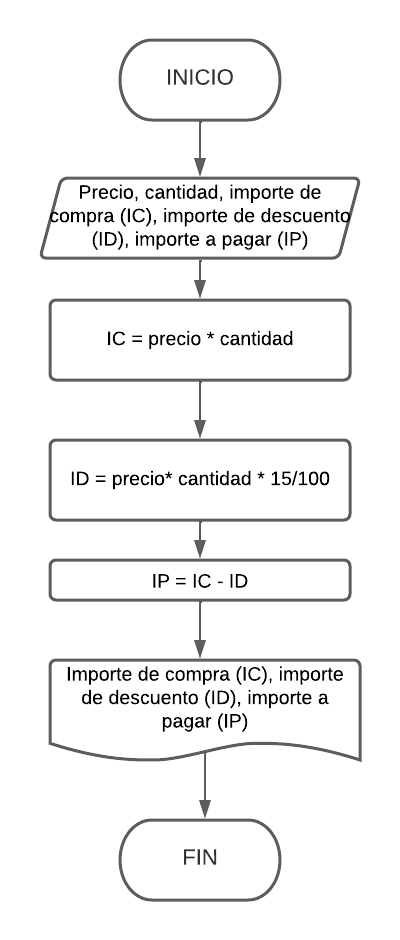 INICIO
Precio, cantidad, importe de
compra (IC), importe de descuento
(ID), importe a pagar (IP)
IC = precio * cantidad
ID = precio* cantidad * 15/100
IP = IC - ID
Importe de compra (IC), importe
de descuento (ID), importe a
pagar (IP)
FIN